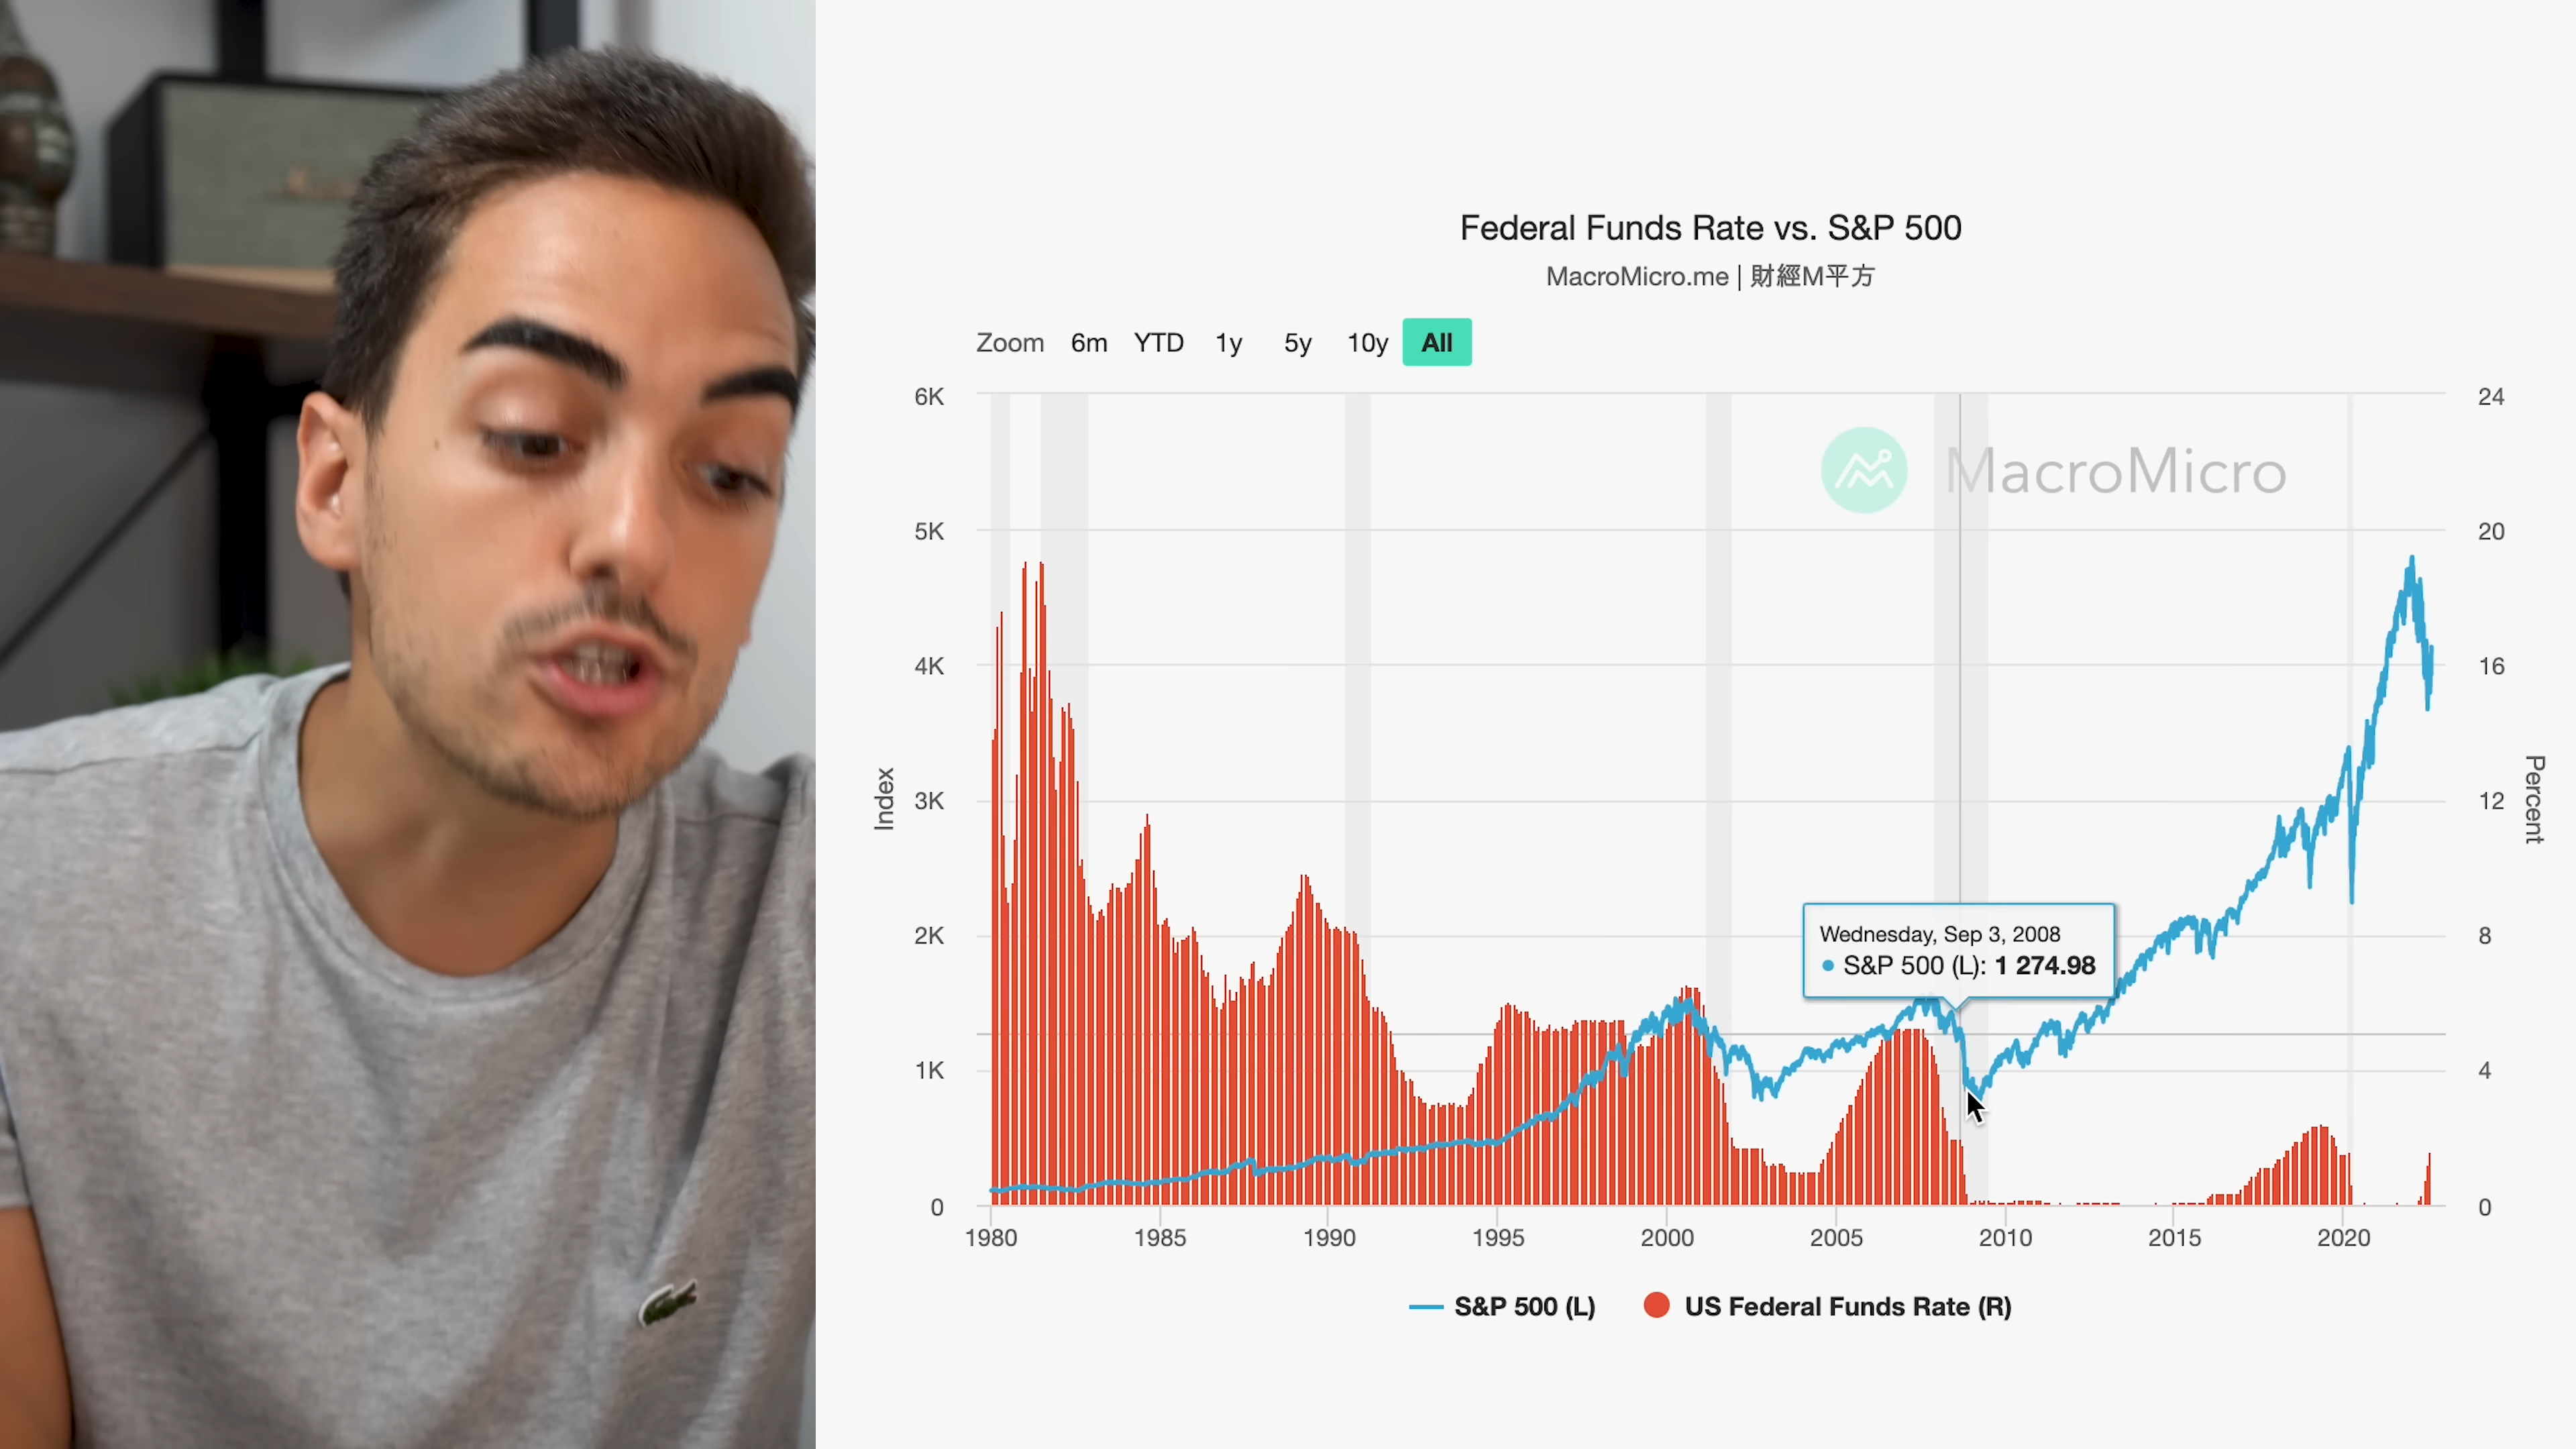 Federal Funds Rate vs. S&P 500
MacroMicro.me | 財經M平方
Zoom 6m YTD 1y 5y 10y All
6K
5K
4K
3K
2K
1K
0
Index
24
20
16
12
8
4
0
Percent
MacroMicro
Wednesday, Sep 3, 2008
S&P 500 (L): 1 274.98
1980 1985 1990 1995 2000 2005 2010 2015 2020
S&P 500 (L) US Federal Funds Rate (R)